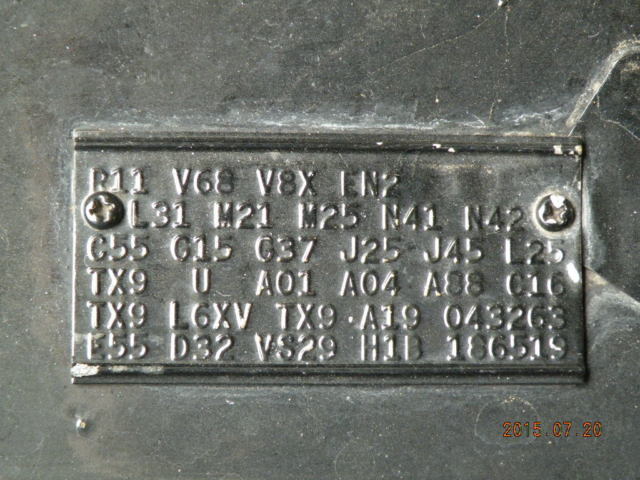 R11 V68 V8X EN2
L31 M21 M25 N41 N42
C55 G15 G37 J25 J45 L25
TX9 U A01 A04 A88 C16
TX9 L6XV TX9 A19 043263
E55 D32 VS29 H1B 186519
2015.07.20